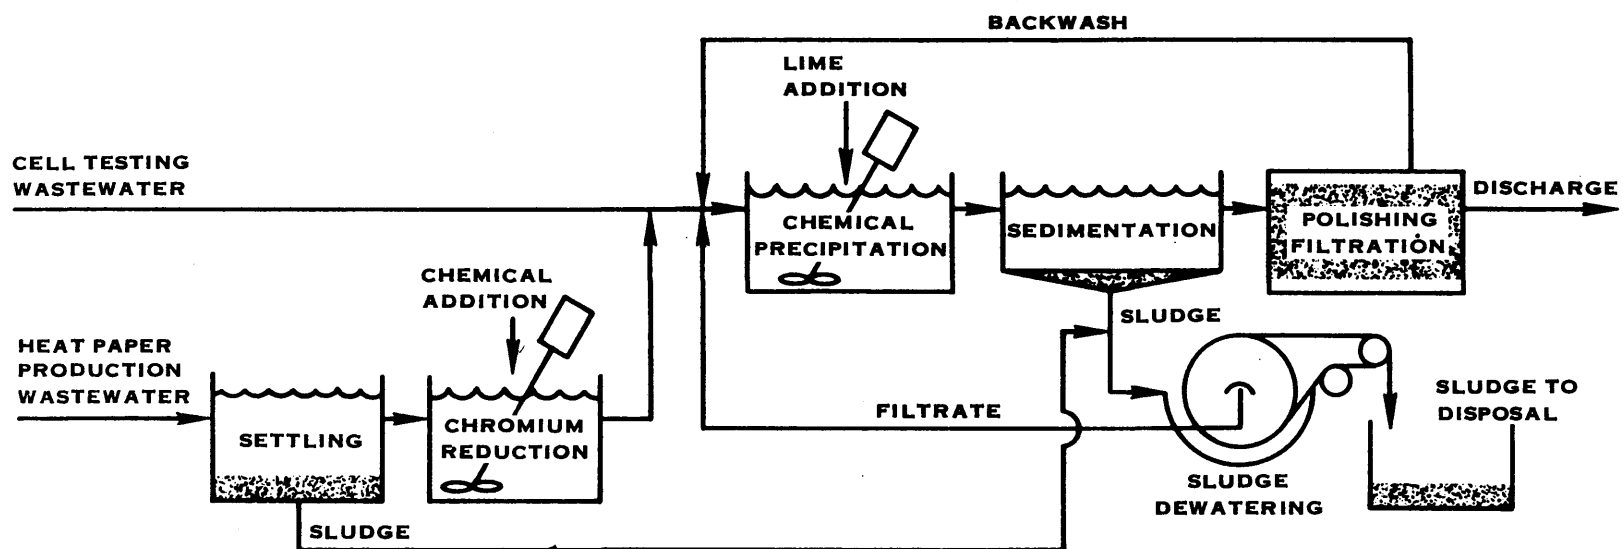 BACKWASH
LIME
ADDITION
CELL TESTING
WASTEWATER
CHEMICAL
PRECIPITATION
SEDIMENTATION
POLISHING
FILTRATION
DISCHARGE
CHEMICAL
ADDITION
SLUDGE
HEAT PAPER
PRODUCTION
WASTEWATER
SETTLING
CHROMIUM
REDUCTION
FILTRATE
SLUDGE TO
DISPOSAL
SLUDGE
DEWATERING
SLUDGE